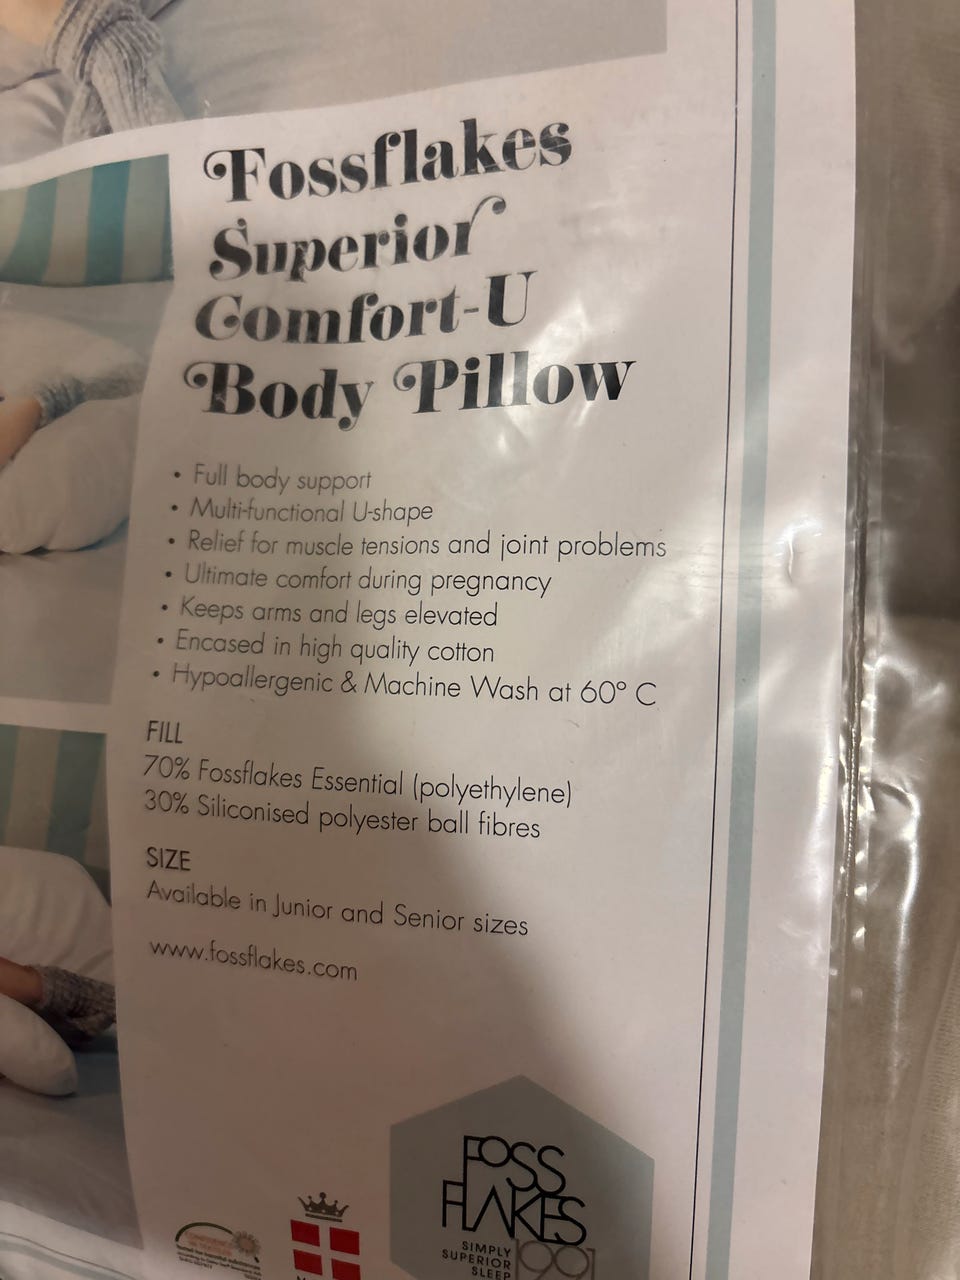 Fossflakes
Superior
Comfort-U
Body Pillow
• Full body support
• Multi-functional U-shape
• Relief for muscle tensions and joint problems
• Ultimate comfort during pregnancy
• Keeps arms and legs elevated
• Encased in high quality cotton
• Hypoallergenic & Machine Wash at 60° C
FILL
70% Fossflakes Essential (polyethylene)
30% Siliconised polyester ball fibres
SIZE
Available in Junior and Senior sizes
www.fossflakes.com
FOSS
FLAKES
SIMPLY
SUPERIOR
SLEEP
1991